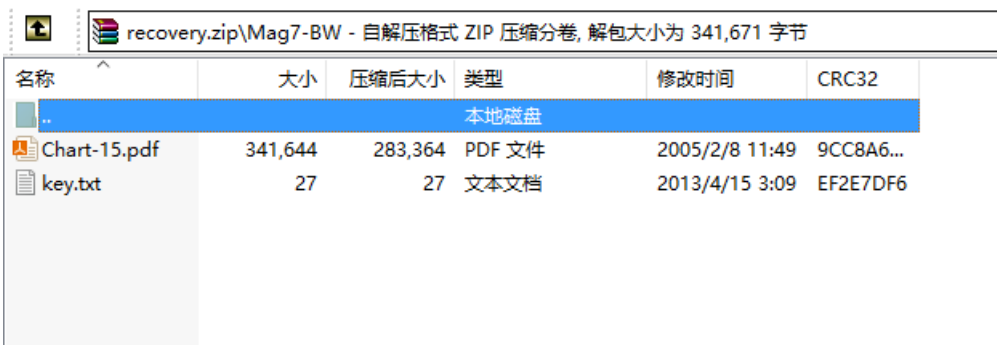 recovery.zip\Mag7-BW - 自解压格式 ZIP 压缩分卷, 解包大小为 341,671 字节
名称 大小 压缩后大小 类型 修改时间 CRC32
.. 本地磁盘
Chart-15.pdf 341,644 283,364 PDF 文件 2005/2/8 11:49 9CC8A6...
key.txt 27 27 文本文档 2013/4/15 3:09 EF2E7DF6